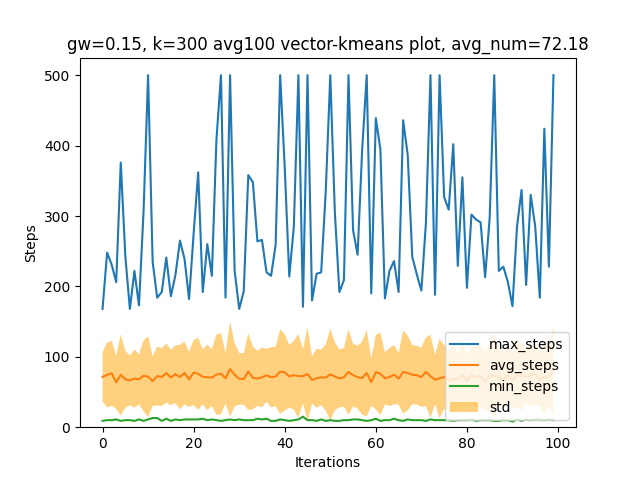 gw=0.15, k=300 avg100 vector-kmeans plot, avg_num=72.18
500
400
300
200
100
0
Steps
max_steps
avg_steps
min_steps
std
0 20 40 60 80 100
Iterations